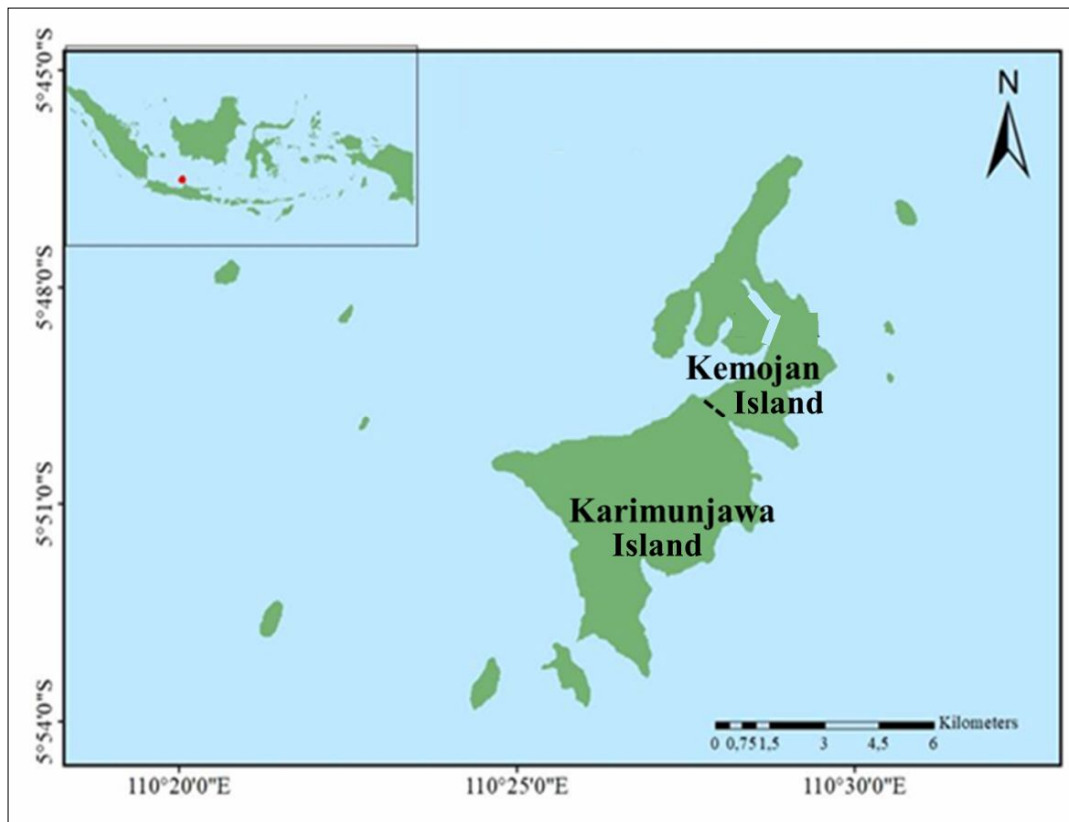 5°45'0"S
N
5°48'0"S
Kemojan
Island
5°51'0"S
Karimunjawa
Island
5°54'0"S
Kilometers
0 0,75 1,5 3 4,5 6
110°20'0"E 110°25'0"E 110°30'0"E